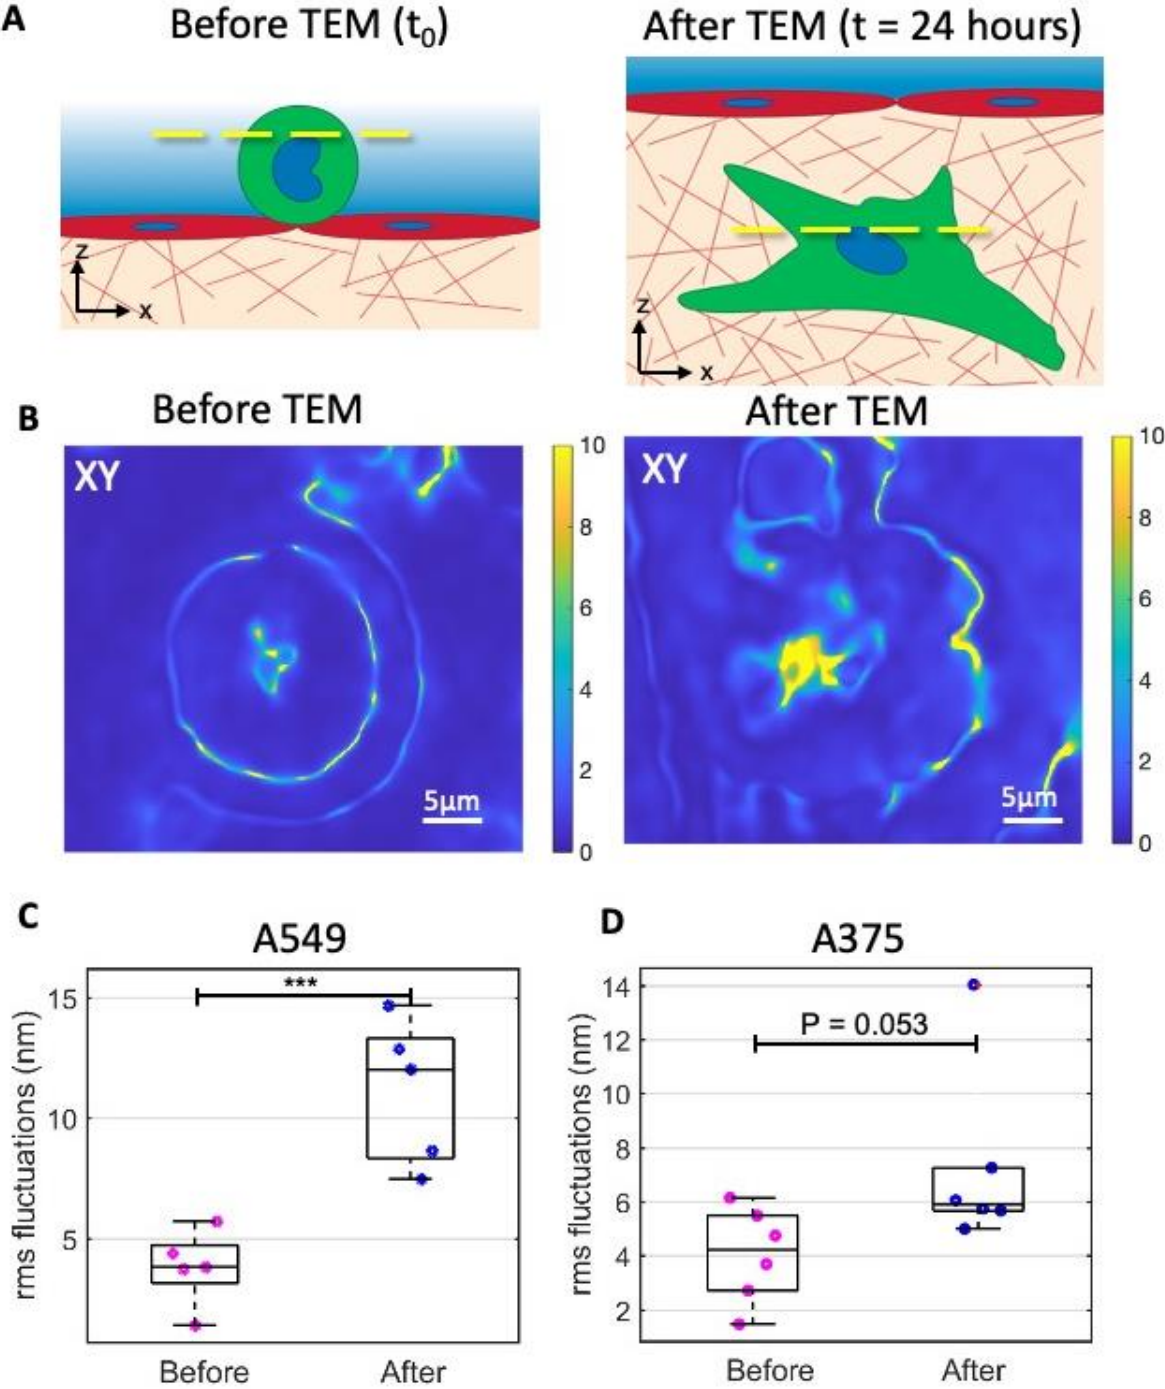 A
Before TEM (t0)
After TEM (t = 24 hours)
z
x
z
x
B
Before TEM
After TEM
XY
5μm
10
8
6
4
2
0
XY
5μm
10
8
6
4
2
0
C
A549
***
rms fluctuations (nm)
15
10
5
Before
After
D
A375
P = 0.053
rms fluctuations (nm)
14
12
10
8
6
4
2
Before
After